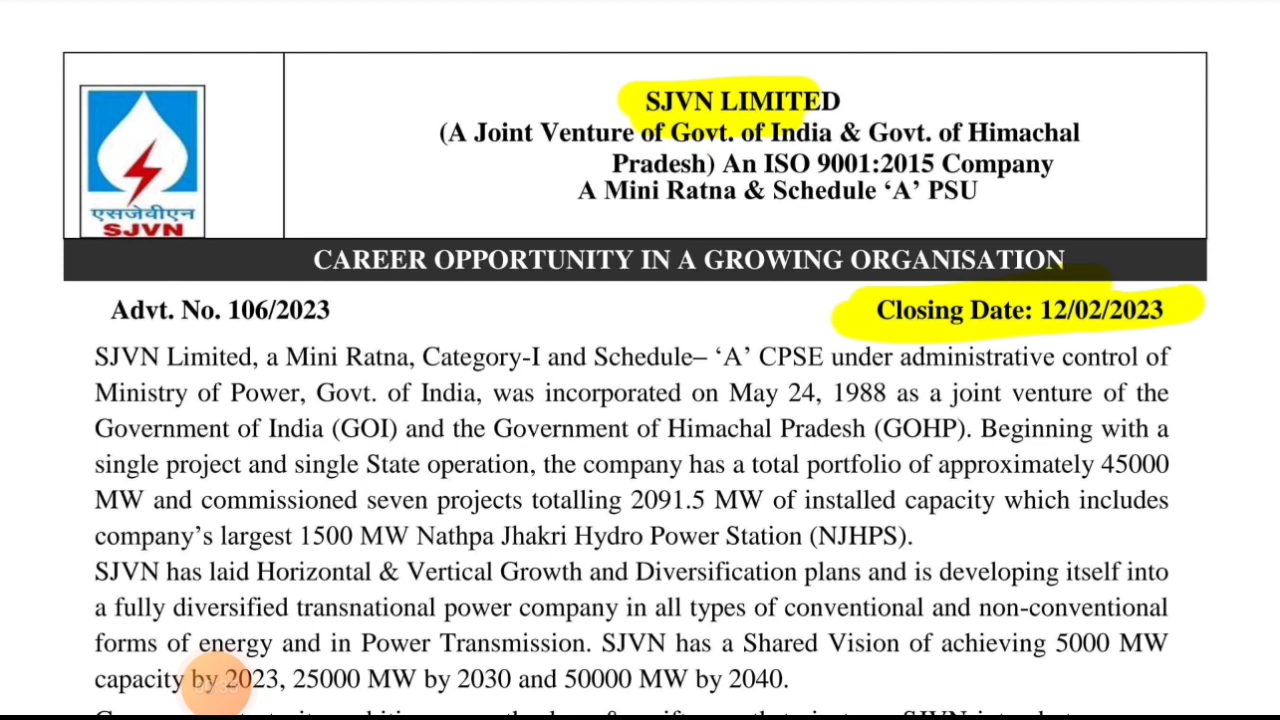 SJVN LIMITED
(A Joint Venture of Govt. of India & Govt. of Himachal
Pradesh) An ISO 9001:2015 Company
A Mini Ratna & Schedule ‘A’ PSU
एसजेवीएन
SJVN
CAREER OPPORTUNITY IN A GROWING ORGANISATION
Advt. No. 106/2023 Closing Date: 12/02/2023
SJVN Limited, a Mini Ratna, Category-I and Schedule– ‘A’ CPSE under administrative control of
Ministry of Power, Govt. of India, was incorporated on May 24, 1988 as a joint venture of the
Government of India (GOI) and the Government of Himachal Pradesh (GOHP). Beginning with a
single project and single State operation, the company has a total portfolio of approximately 45000
MW and commissioned seven projects totalling 2091.5 MW of installed capacity which includes
company’s largest 1500 MW Nathpa Jhakri Hydro Power Station (NJHPS).
SJVN has laid Horizontal & Vertical Growth and Diversification plans and is developing itself into
a fully diversified transnational power company in all types of conventional and non-conventional
forms of energy and in Power Transmission. SJVN has a Shared Vision of achieving 5000 MW
capacity by 2023, 25000 MW by 2030 and 50000 MW by 2040.